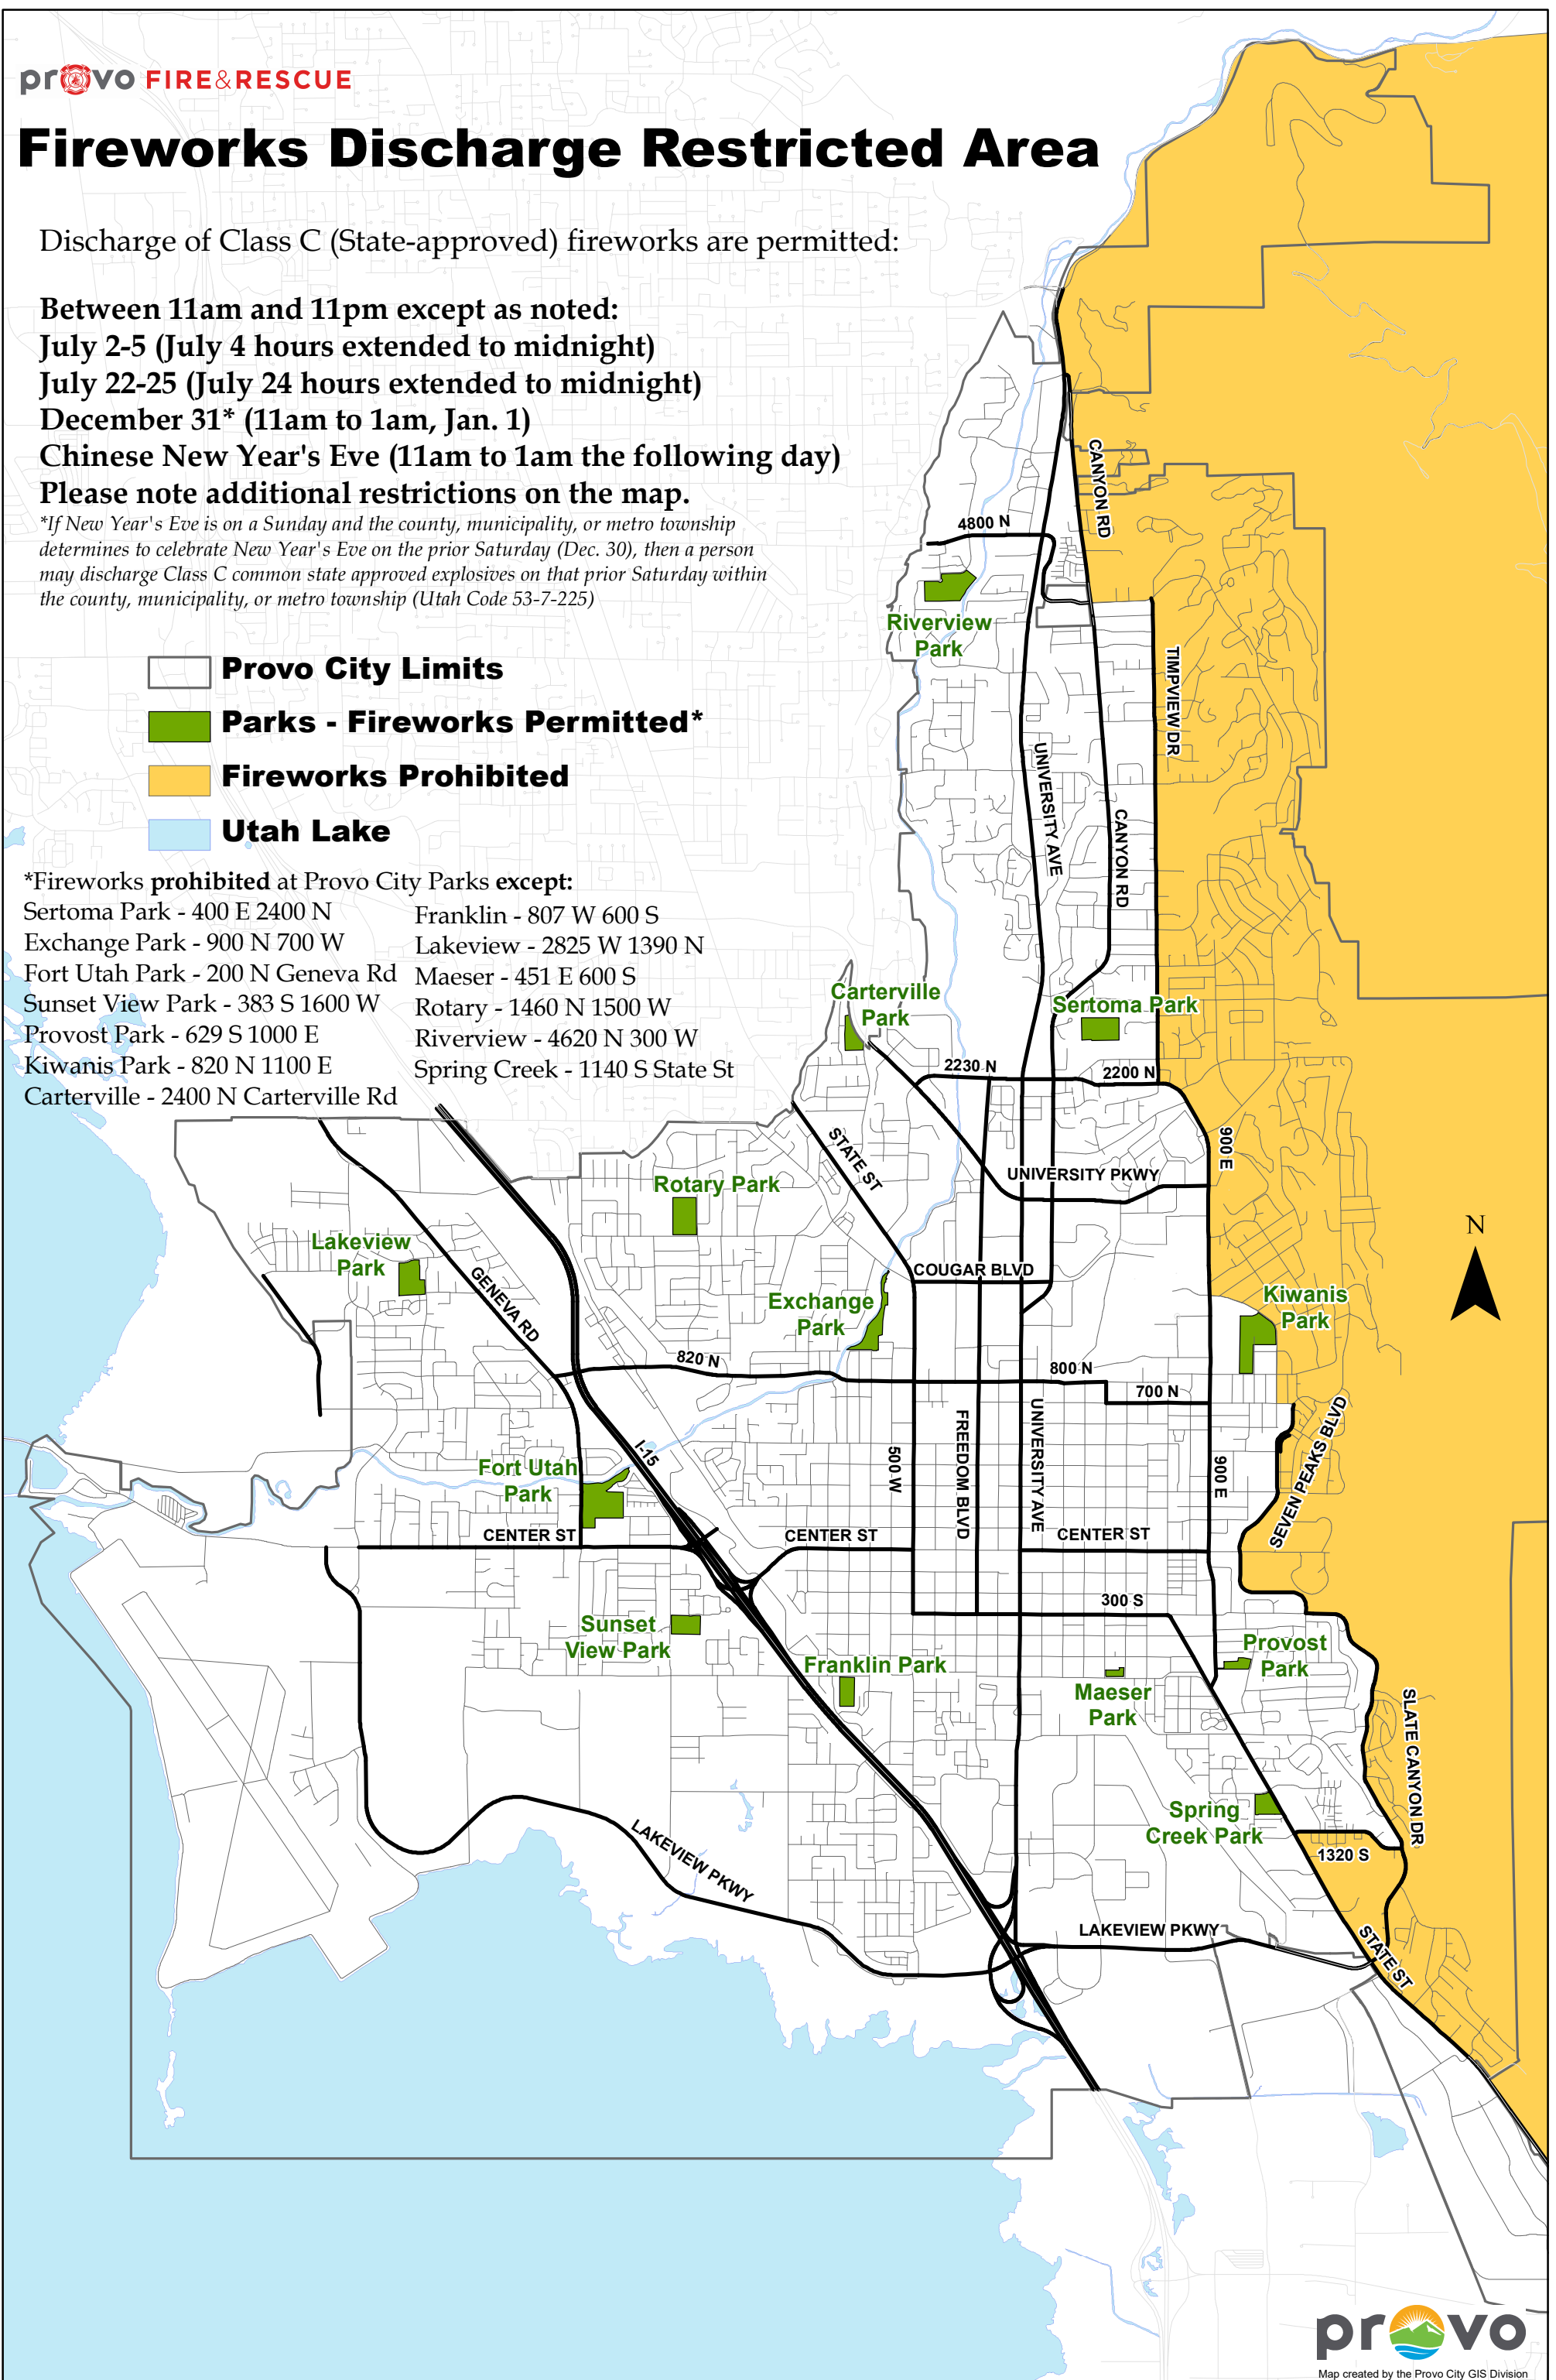 provo FIRE&RESCUE
Fireworks Discharge Restricted Area
Discharge of Class C (State-approved) fireworks are permitted:
Between 11am and 11pm except as noted:
July 2-5 (July 4 hours extended to midnight)
July 22-25 (July 24 hours extended to midnight)
December 31* (11am to 1am, Jan. 1)
Chinese New Year's Eve (11am to 1am the following day)
Please note additional restrictions on the map.
*If New Year's Eve is on a Sunday and the county, municipality, or metro township
determines to celebrate New Year's Eve on the prior Saturday (Dec. 30), then a person
may discharge Class C common state approved explosives on that prior Saturday within
the county, municipality, or metro township (Utah Code 53-7-225)
Provo City Limits
Parks - Fireworks Permitted*
Fireworks Prohibited
Utah Lake
*Fireworks prohibited at Provo City Parks except:
Sertoma Park - 400 E 2400 N
Exchange Park - 900 N 700 W
Fort Utah Park - 200 N Geneva Rd
Sunset View Park - 383 S 1600 W
Provost Park - 629 S 1000 E
Kiwanis Park - 820 N 1100 E
Carterville - 2400 N Carterville Rd
Franklin - 807 W 600 S
Lakeview - 2825 W 1390 N
Maeser - 451 E 600 S
Rotary - 1460 N 1500 W
Riverview - 4620 N 300 W
Spring Creek - 1140 S State St
CANYON RD
4800 N
Riverview
Park
TIMPVIEW DR
UNIVERSITY AVE
CANYON RD
Carterville
Park
Sertoma Park
2230 N
2200 N
900 E
STATE ST
UNIVERSITY PKWY
Rotary Park
N
Lakeview
Park
GENEVA RD
COUGAR BLVD
Exchange
Park
Kiwanis
Park
820 N
800 N
700 N
SEVEN PEAKS BLVD
500 W
FREEDOM BLVD
UNIVERSITY AVE
900 E
I-15
Fort Utah
Park
CENTER ST
CENTER ST
CENTER ST
300 S
Sunset
View Park
Franklin Park
Maeser
Park
Provost
Park
SLATE CANYON DR
Spring
Creek Park
1320 S
LAKEVIEW PKWY
LAKEVIEW PKWY
STATE ST
provo
Map created by the Provo City GIS Division